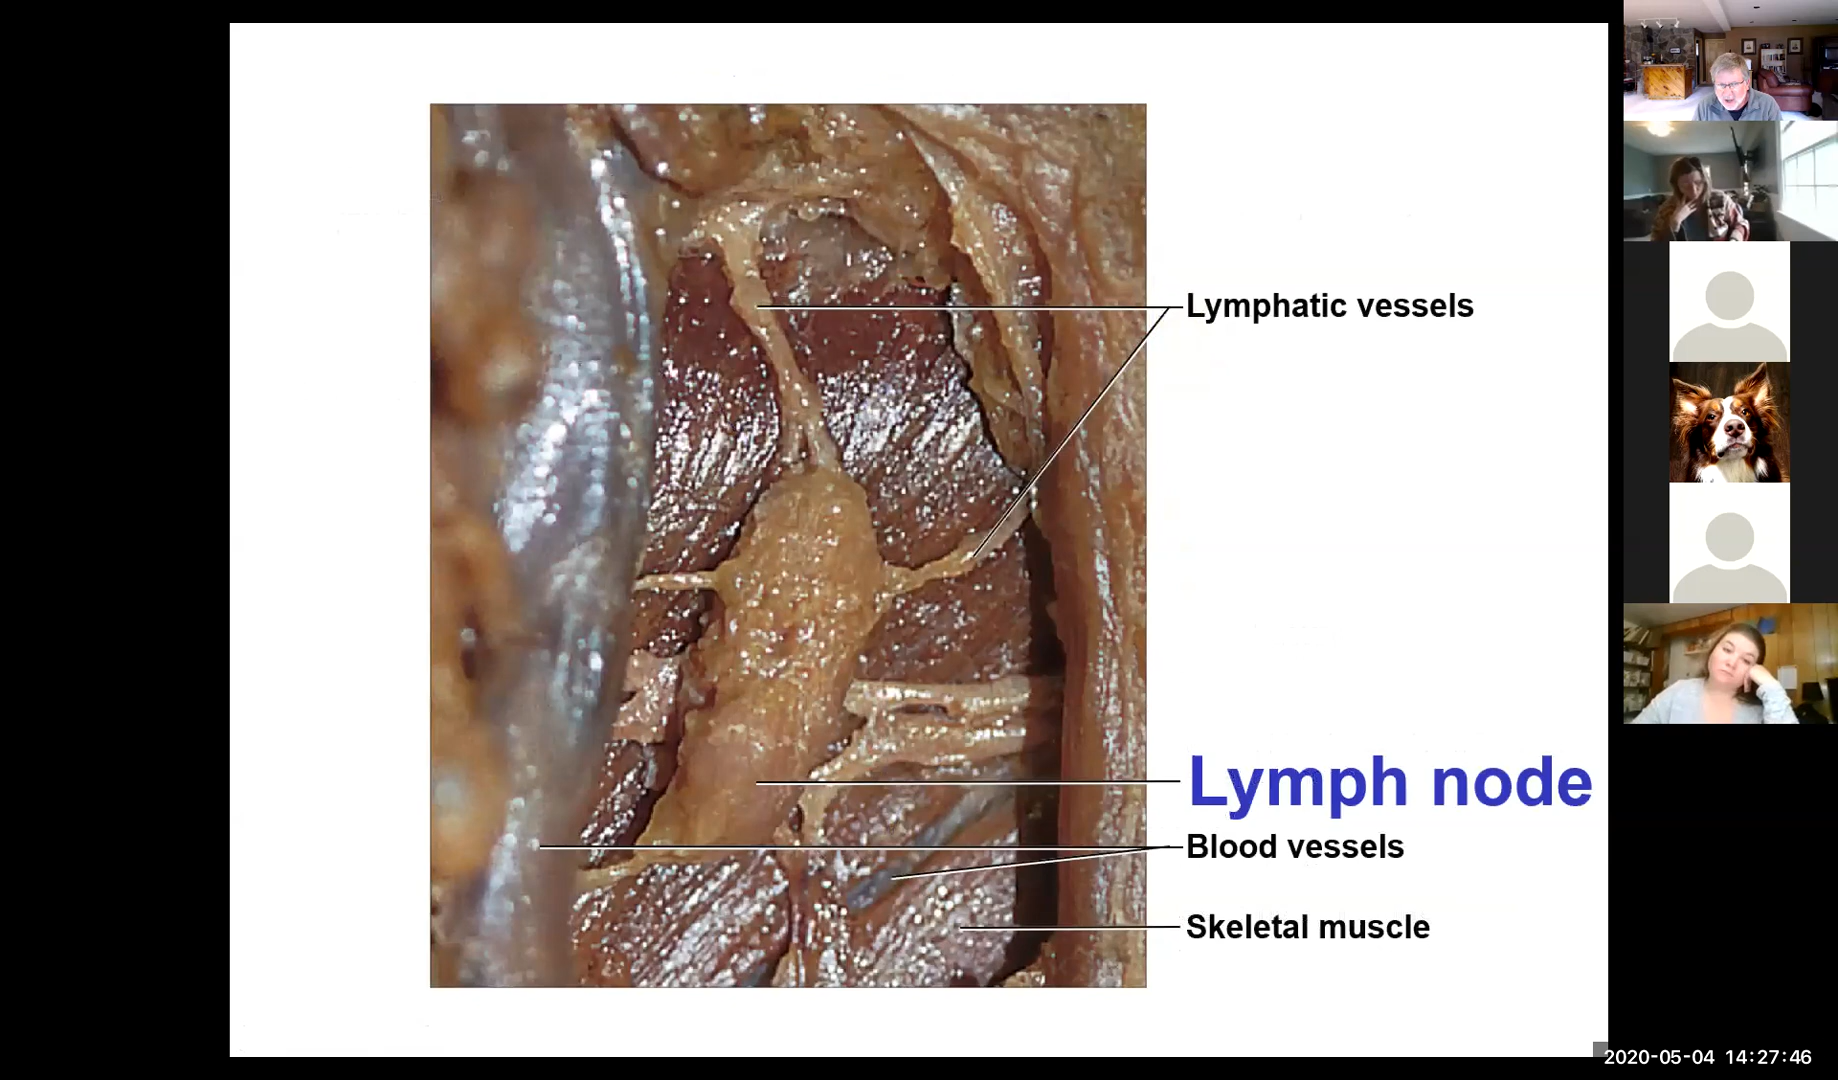 Lymphatic vessels
Lymph node
Blood vessels
Skeletal muscle
2020-05-04 14:27:46